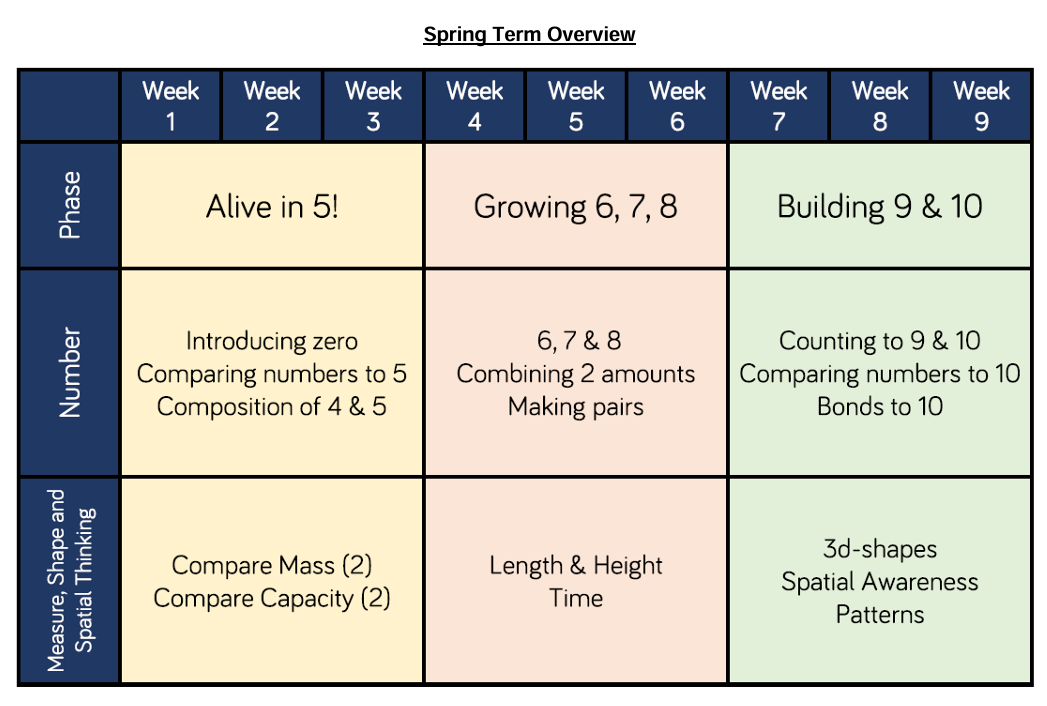 Spring Term Overview
Week
1
Week
2
Week
3
Week
4
Week
5
Week
6
Week
7
Week
8
Week
9
Phase
Alive in 5!
Growing 6, 7, 8
Building 9 & 10
Number
Introducing zero
Comparing numbers to 5
Composition of 4 & 5
6, 7 & 8
Combining 2 amounts
Making pairs
Counting to 9 & 10
Comparing numbers to 10
Bonds to 10
Measure, Shape and
Spatial Thinking
Compare Mass (2)
Compare Capacity (2)
Length & Height
Time
3d-shapes
Spatial Awareness
Patterns